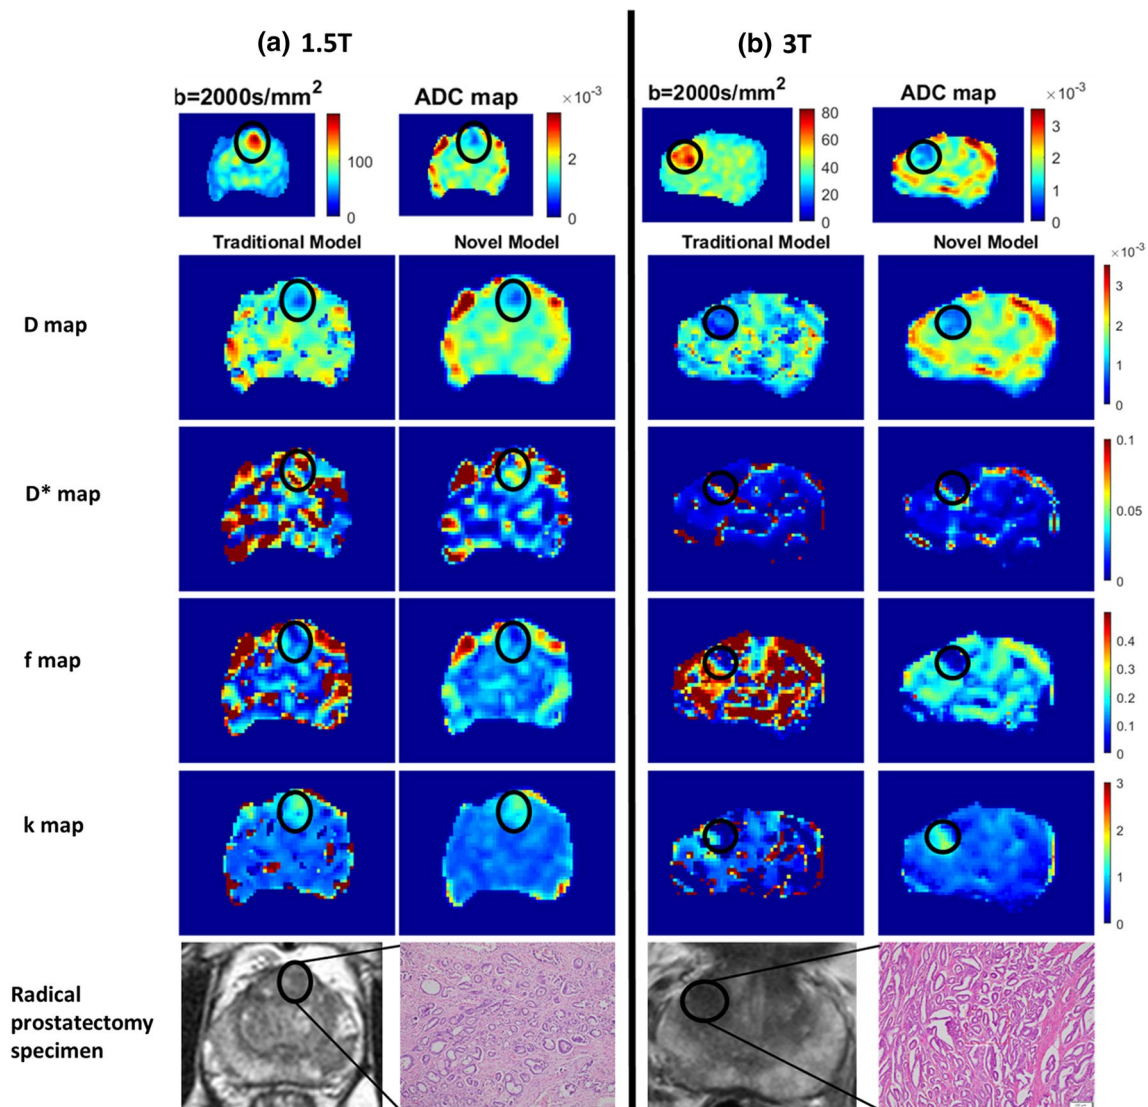 (a) 1.5T
(b) 3T
b=2000s/mm²
ADC map
×10⁻³
b=2000s/mm²
ADC map
×10⁻³
100
0
2
0
80
60
40
20
0
3
2
1
0
Traditional Model
Novel Model
Traditional Model
Novel Model
×10⁻³
D map
3
2
1
0
D* map
0.1
0.05
0
f map
0.4
0.3
0.2
0.1
0
k map
3
2
1
0
Radical
prostatectomy
specimen